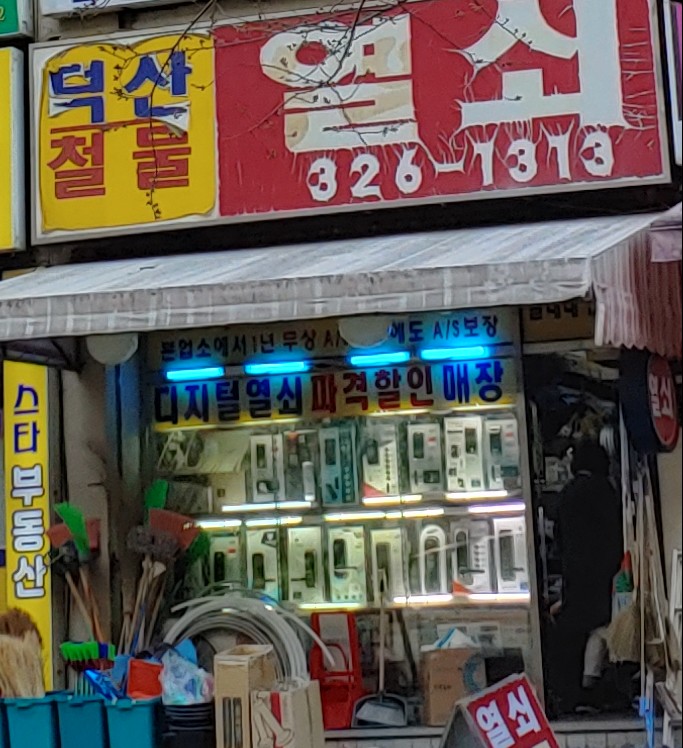 덕산
철물
열쇠
326-1313
본업소에서1년 무상 A/
에도 A/S보장
디지털열쇠 파격할인 매장
스타 부동산
열쇠
열쇠